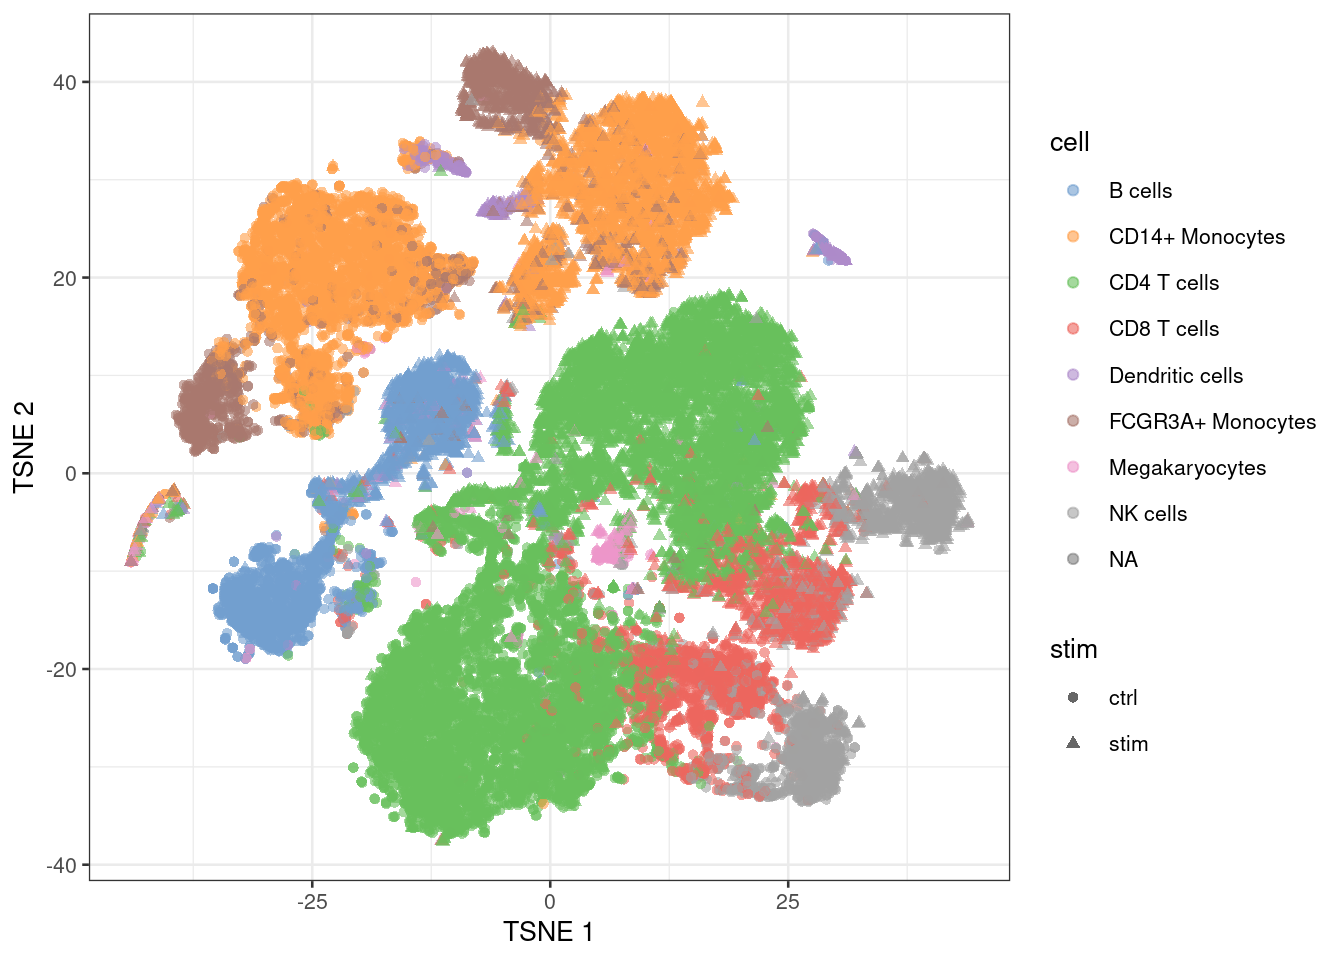 40
20
0
-20
-40
TSNE 2
-25
0
25
TSNE 1
cell
B cells
CD14+ Monocytes
CD4 T cells
CD8 T cells
Dendritic cells
FCGR3A+ Monocytes
Megakaryocytes
NK cells
NA
stim
ctrl
stim